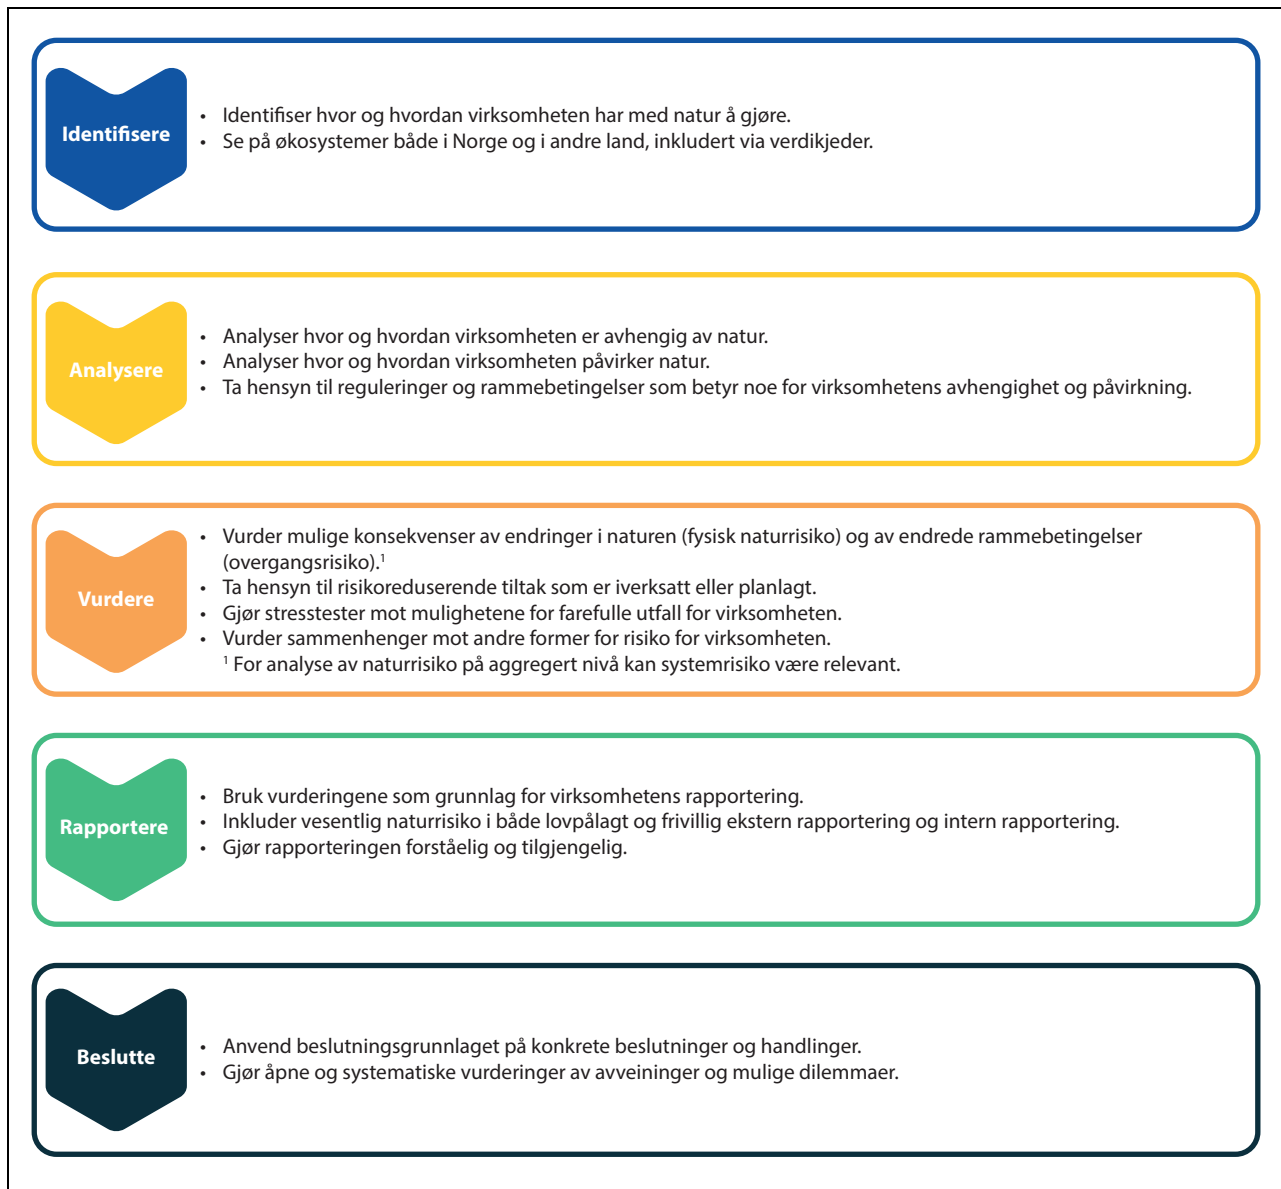 Identifisere
• Identifiser hvor og hvordan virksomheten har med natur å gjøre.
• Se på økosystemer både i Norge og i andre land, inkludert via verdikjeder.
Analysere
• Analyser hvor og hvordan virksomheten er avhengig av natur.
• Analyser hvor og hvordan virksomheten påvirker natur.
• Ta hensyn til reguleringer og rammebetingelser som betyr noe for virksomhetens avhengighet og påvirkning.
Vurdere
• Vurder mulige konsekvenser av endringer i naturen (fysisk naturrisiko) og av endrede rammebetingelser
(overgangsrisiko).¹
• Ta hensyn til risikoreduserende tiltak som er iverksatt eller planlagt.
• Gjør stresstester mot mulighetene for farefulle utfall for virksomheten.
• Vurder sammenhenger mot andre former for risiko for virksomheten.
¹ For analyse av naturrisiko på aggregert nivå kan systemrisiko være relevant.
Rapportere
• Bruk vurderingene som grunnlag for virksomhetens rapportering.
• Inkluder vesentlig naturrisiko i både lovpålagt og frivillig ekstern rapportering og intern rapportering.
• Gjør rapporteringen forståelig og tilgjengelig.
Beslutte
• Anvend beslutningsgrunnlaget på konkrete beslutninger og handlinger.
• Gjør åpne og systematiske vurderinger av avveininger og mulige dilemmaer.